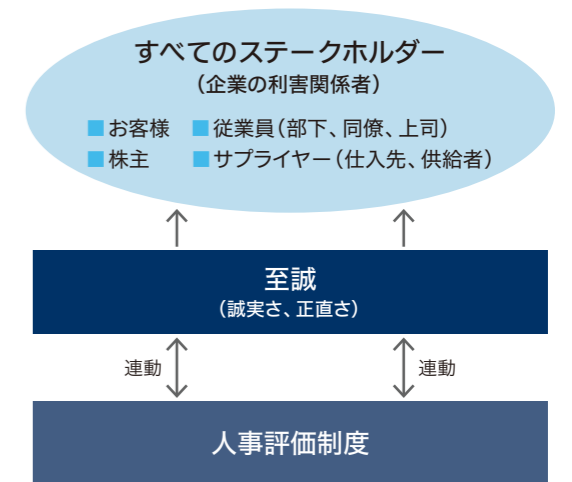 すべてのステークホルダー
（企業の利害関係者）
■お客様 ■従業員（部下、同僚、上司）
■株主 ■サプライヤー（仕入先、供給者）
至誠
（誠実さ、正直さ）
連動 連動
人事評価制度